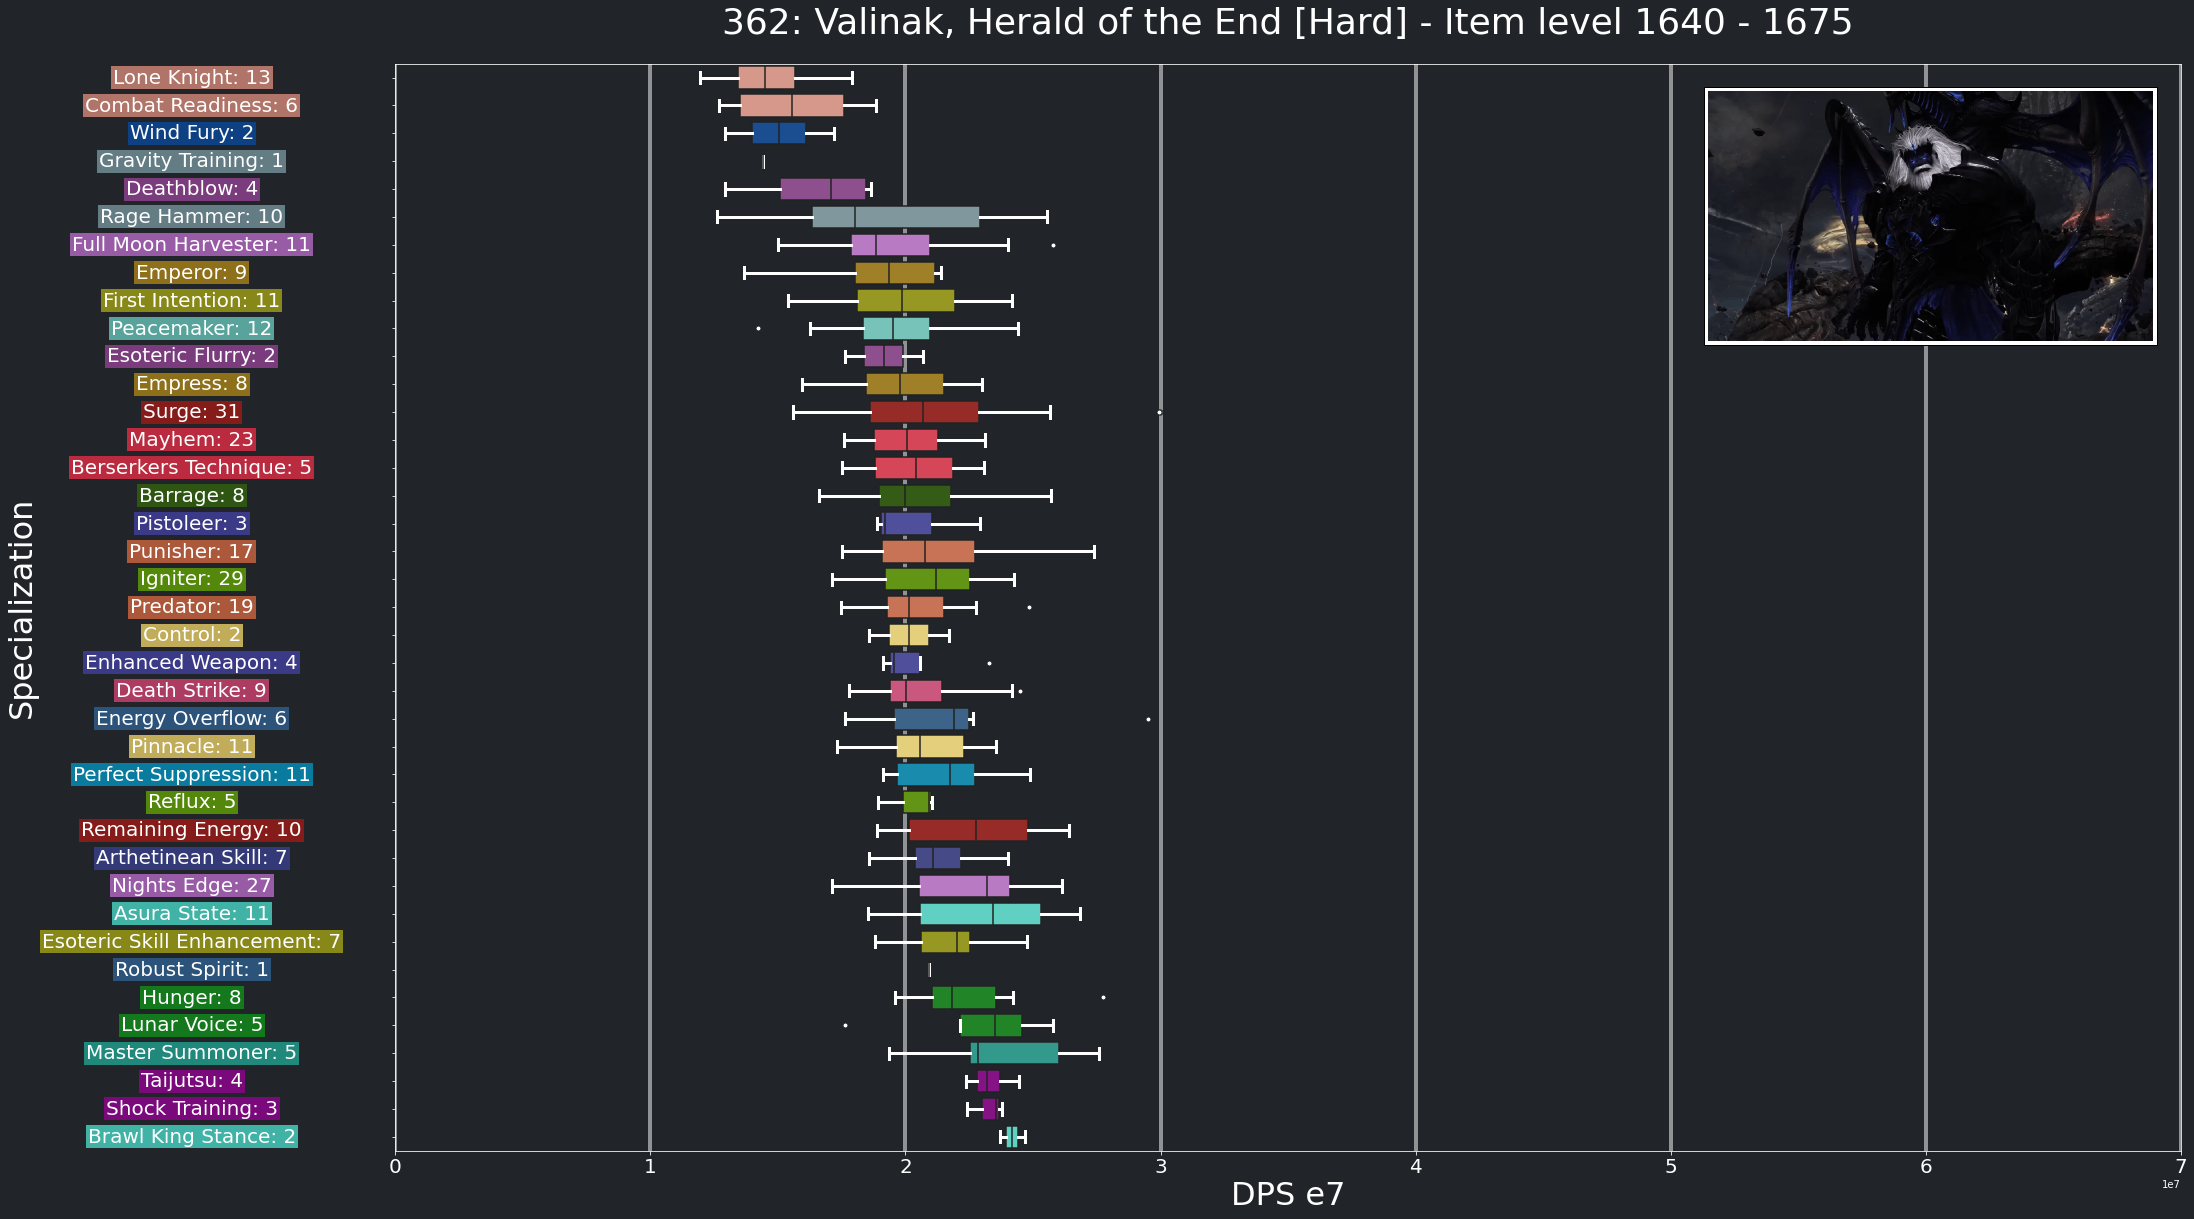 362: Valinak, Herald of the End [Hard] - Item level 1640 - 1675
Lone Knight: 13
Combat Readiness: 6
Wind Fury: 2
Gravity Training: 1
Deathblow: 4
Rage Hammer: 10
Full Moon Harvester: 11
Emperor: 9
First Intention: 11
Peacemaker: 12
Esoteric Flurry: 2
Empress: 8
Surge: 31
Mayhem: 23
Berserkers Technique: 5
Barrage: 8
Pistoleer: 3
Punisher: 17
Igniter: 29
Predator: 19
Control: 2
Enhanced Weapon: 4
Death Strike: 9
Energy Overflow: 6
Pinnacle: 11
Perfect Suppression: 11
Reflux: 5
Remaining Energy: 10
Arthetinean Skill: 7
Nights Edge: 27
Asura State: 11
Esoteric Skill Enhancement: 7
Robust Spirit: 1
Hunger: 8
Lunar Voice: 5
Master Summoner: 5
Taijutsu: 4
Shock Training: 3
Brawl King Stance: 2
Specialization
0 1 2 3 4 5 6 7
1e7
DPS e7